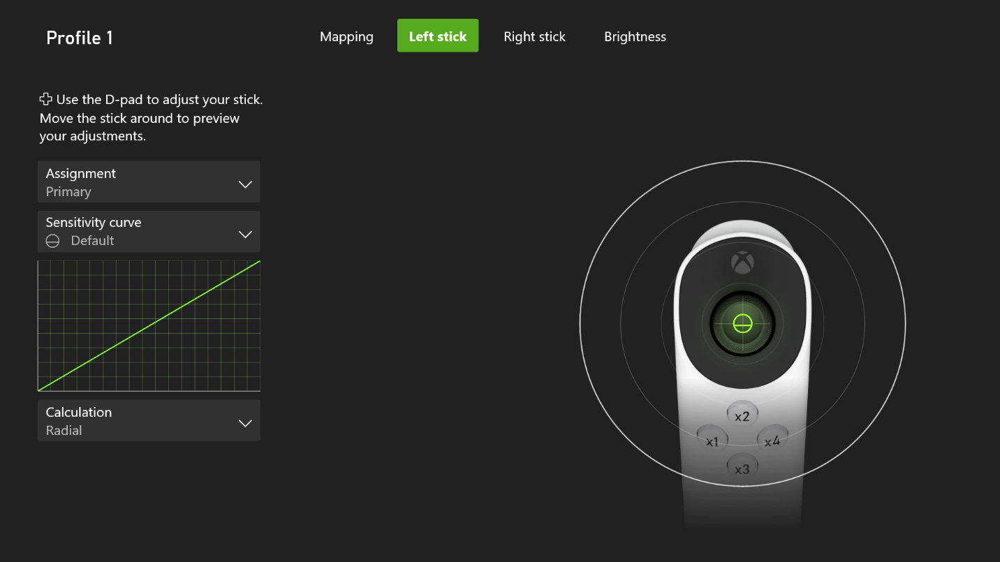 Profile 1
Mapping
Left stick
Right stick
Brightness
Use the D-pad to adjust your stick.
Move the stick around to preview
your adjustments.
Assignment
Primary
Sensitivity curve
Default
Calculation
Radial
x2
x1
x4
x3